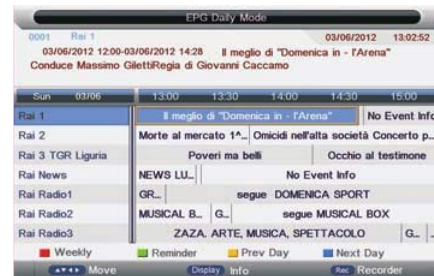 EPG Daily Mode
0001 Rai 1 03/06/2012 13:02:52
03/06/2012 12:00-03/06/2012 14:28 Il meglio di "Domenica in - l'Arena"
Conduce Massimo GilettiRegia di Giovanni Caccamo
Sun 03/06 13:00 13:30 14:00 14:30 15:00
Rai 1 Il meglio di "Domenica in - l'Arena" No Event Info
Rai 2 Morte al mercato 1^... Omicidi nell'alta società Concerto p...
Rai 3 TGR Liguria Poveri ma belli Occhio al testimone
Rai News NEWS LU... No Event Info
Rai Radio1 GR... segue DOMENICA SPORT
Rai Radio2 MUSICAL B... G... segue MUSICAL BOX
Rai Radio3 ZAZA. ARTE, MUSICA, SPETTACOLO G...
Weekly Reminder Prev Day Next Day
Move Display Info Rec Recorder